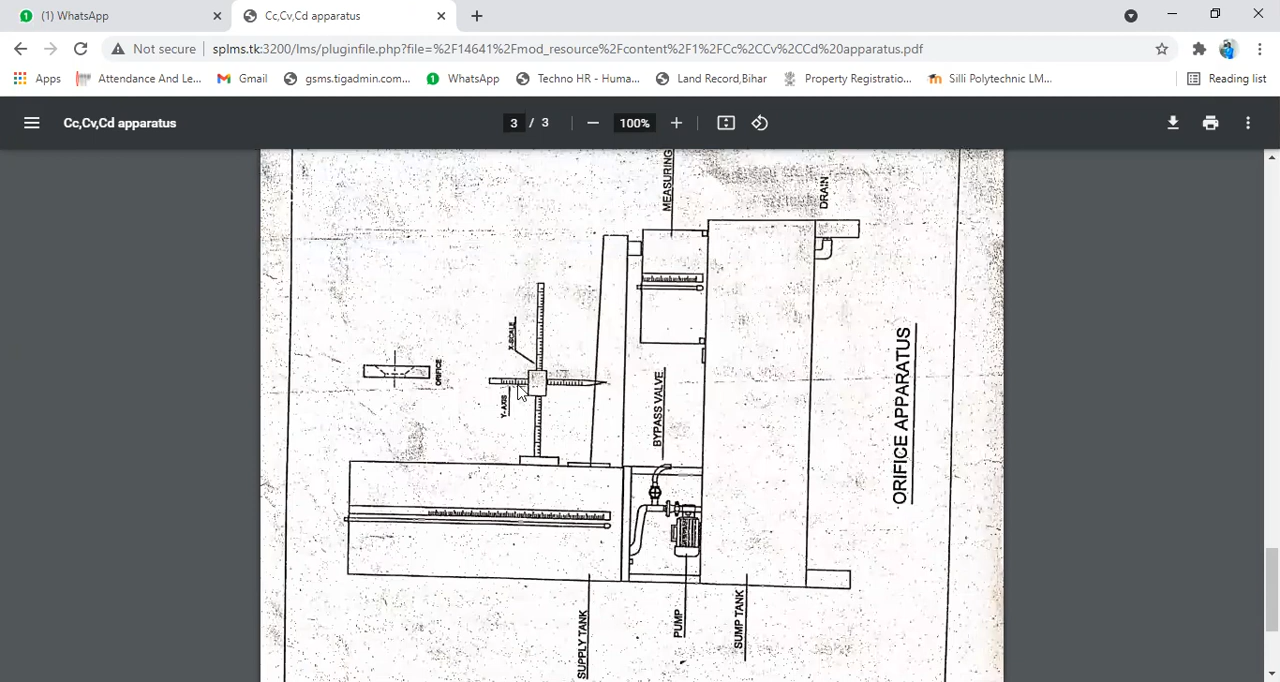 (1) WhatsApp
Cc,Cv,Cd apparatus
Not secure
splms.tk:3200/lms/pluginfile.php?file=%2F14641%2Fmod_resource%2Fcontent%2F1%2FCc%2CCv%2CCd%20apparatus.pdf
Apps
Attendance And Le...
Gmail
gsms.tigadmin.com...
WhatsApp
Techno HR - Huma...
Land Record,Bihar
Property Registratio...
Silli Polytechnic LM...
Reading list
Cc,Cv,Cd apparatus
3 / 3
100%
MEASURING
DRAIN
X-SCALE
ORIFICE
Y-AXIS
BYPASS VALVE
ORIFICE APPARATUS
SUPPLY TANK
PUMP
SUMP TANK